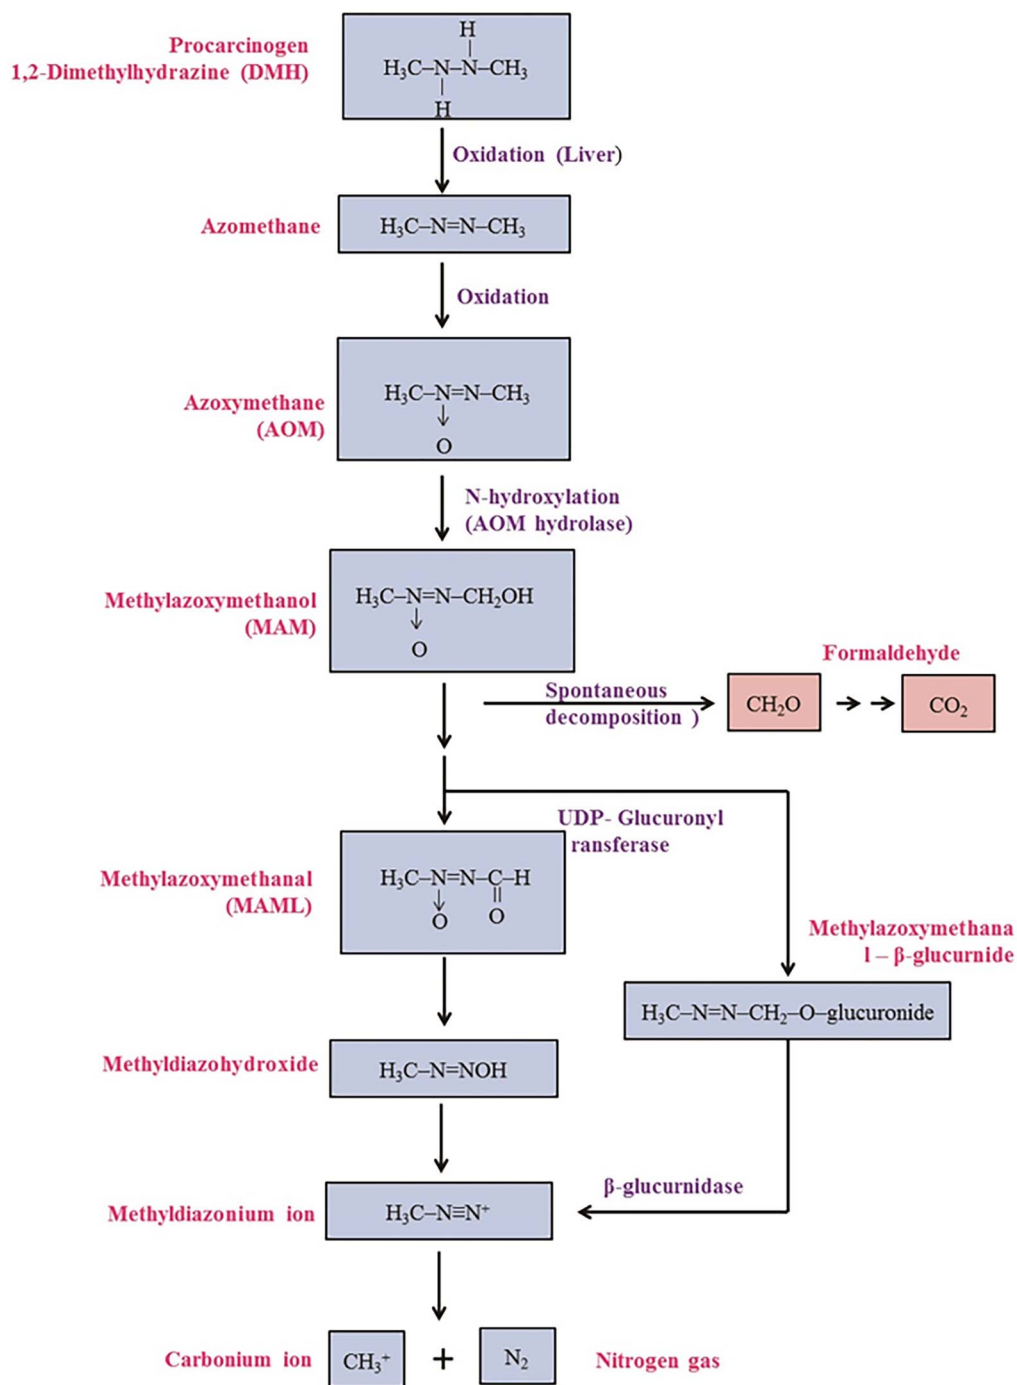 Procarcinogen
1,2-Dimethylhydrazine (DMH)
H
H₃C–N–N–CH₃
H
Oxidation (Liver)
Azomethane
H₃C–N=N–CH₃
Oxidation
Azoxymethane
(AOM)
H₃C–N=N–CH₃
O
N-hydroxylation
(AOM hydrolase)
Methylazoxymethanol
(MAM)
H₃C–N=N–CH₂OH
O
Spontaneous
decomposition )
Formaldehyde
CH₂O
CO₂
UDP- Glucuronyl
ransferase
Methylazoxymethanal
(MAML)
H₃C–N=N–C–H
O
O
Methylazoxymethana
l – β-glucurnide
H₃C–N=N–CH₂–O–glucuronide
Methyldiazohydroxide
H₃C–N=NOH
β-glucurnidase
Methyldiazonium ion
H₃C–N≡N⁺
Carbonium ion
CH₃⁺
+
N₂
Nitrogen gas